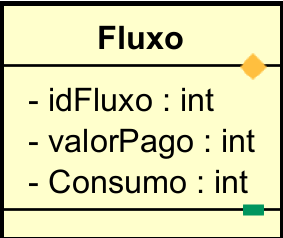 Fluxo
- idFluxo : int
- valorPago : int
- Consumo : int